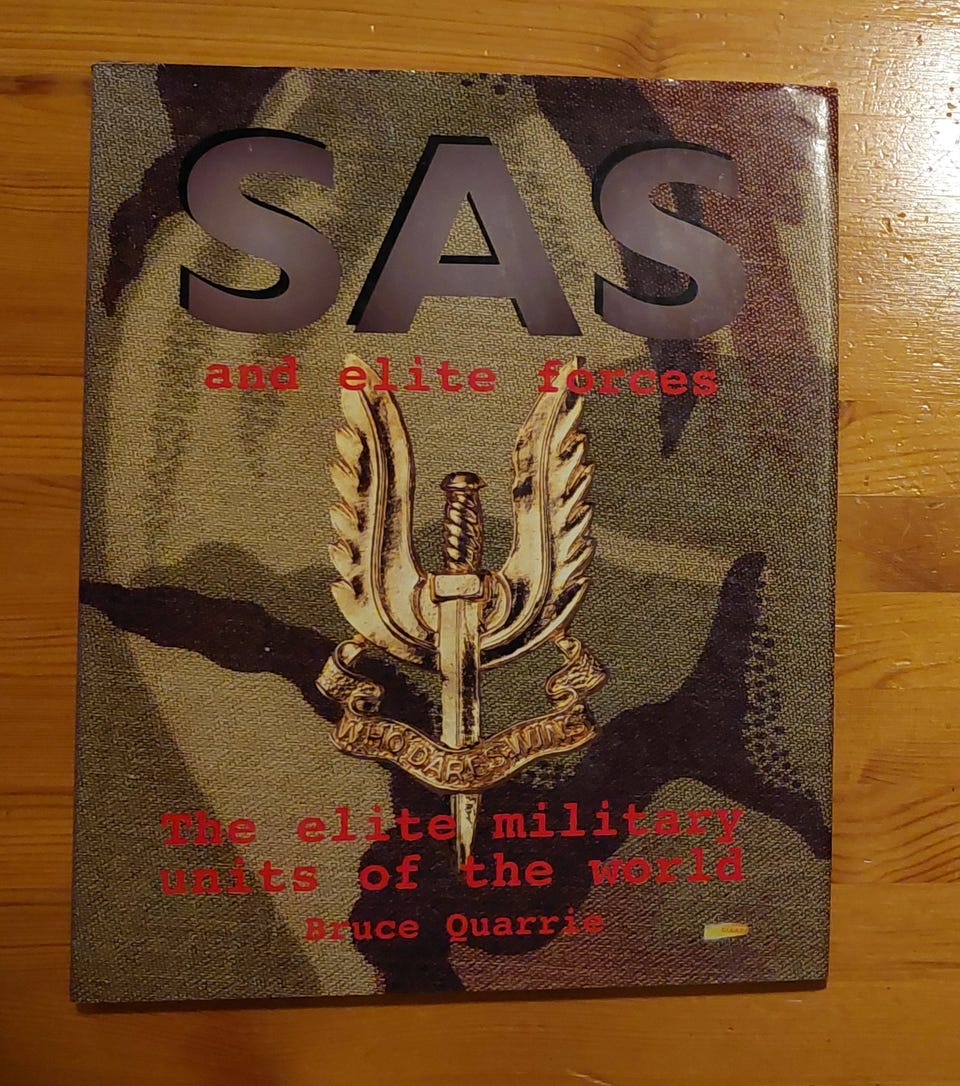 SAS
and elite forces
WHO DARES WINS
The elite military
units of the world
Bruce Quarrie